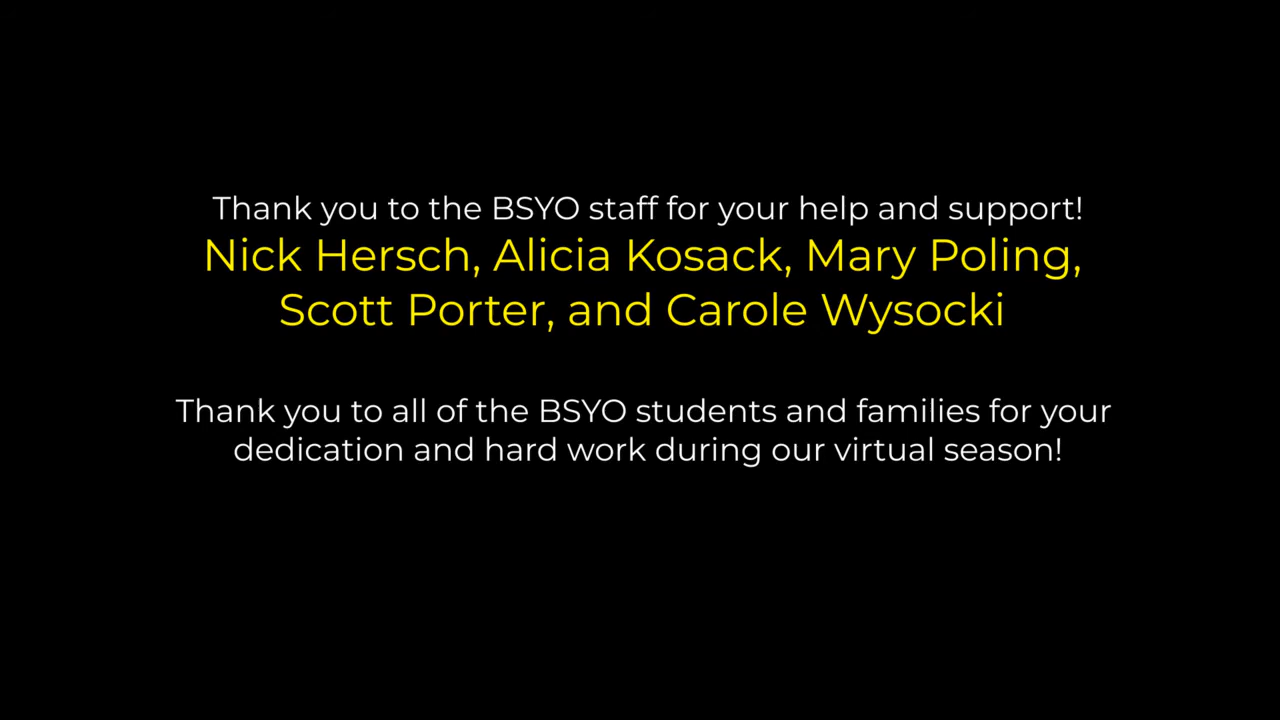 Thank you to the BSYO staff for your help and support!
Nick Hersch, Alicia Kosack, Mary Poling,
Scott Porter, and Carole Wysocki
Thank you to all of the BSYO students and families for your
dedication and hard work during our virtual season!